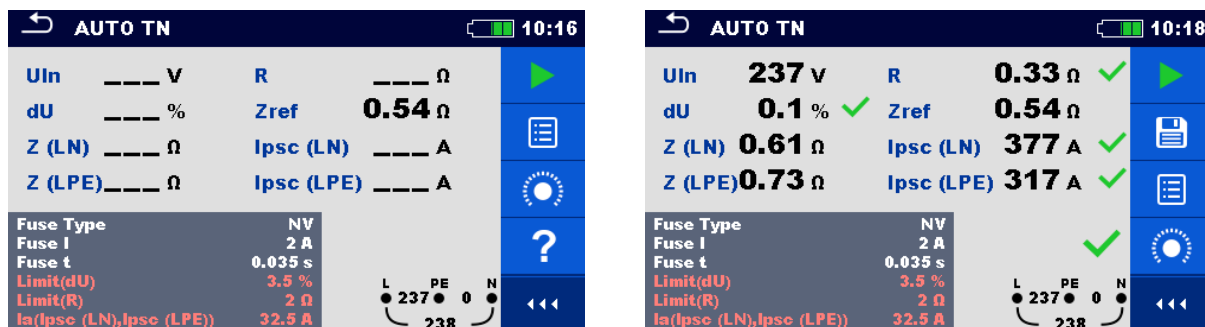 AUTO TN 10:16
Uln ___ V R ___ Ω
dU ___ % Zref 0.54 Ω
Z (LN) ___ Ω Ipsc (LN) ___ A
Z (LPE)___ Ω Ipsc (LPE) ___ A
?
Fuse Type NV
Fuse I 2 A
Fuse t 0.035 s
Limit(dU) 3.5 %
Limit(R) 2 Ω
Ia(Ipsc (LN),Ipsc (LPE)) 32.5 A
L PE N
237 0
238
AUTO TN 10:18
Uln 237 V R 0.33 Ω
dU 0.1 % Zref 0.54 Ω
Z (LN) 0.61 Ω Ipsc (LN) 377 A
Z (LPE)0.73 Ω Ipsc (LPE) 317 A
Fuse Type NV
Fuse I 2 A
Fuse t 0.035 s
Limit(dU) 3.5 %
Limit(R) 2 Ω
Ia(Ipsc (LN),Ipsc (LPE)) 32.5 A
L PE N
237 0
238